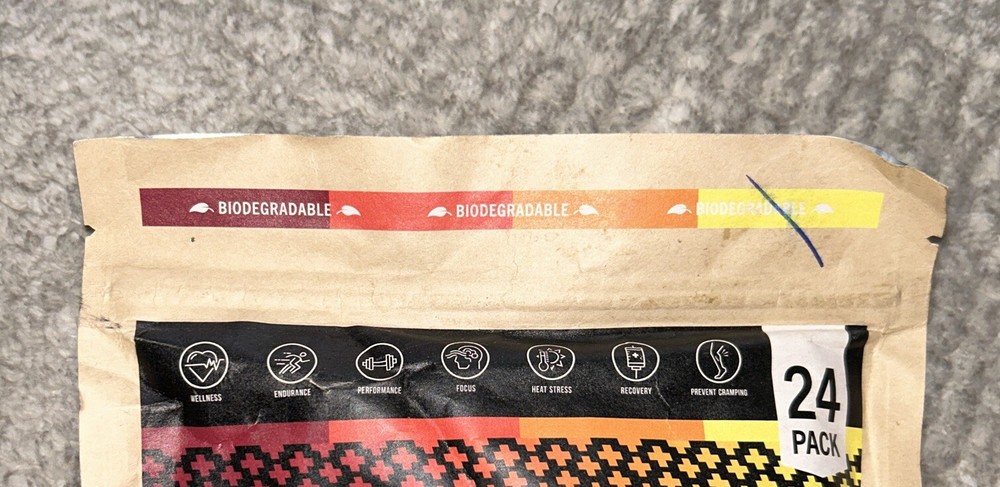 BIODEGRADABLE BIODEGRADABLE BIODEGRADABLE
WELLNESS ENDURANCE PERFORMANCE FOCUS HEAT STRESS RECOVERY PREVENT CRAMPING
24
PACK